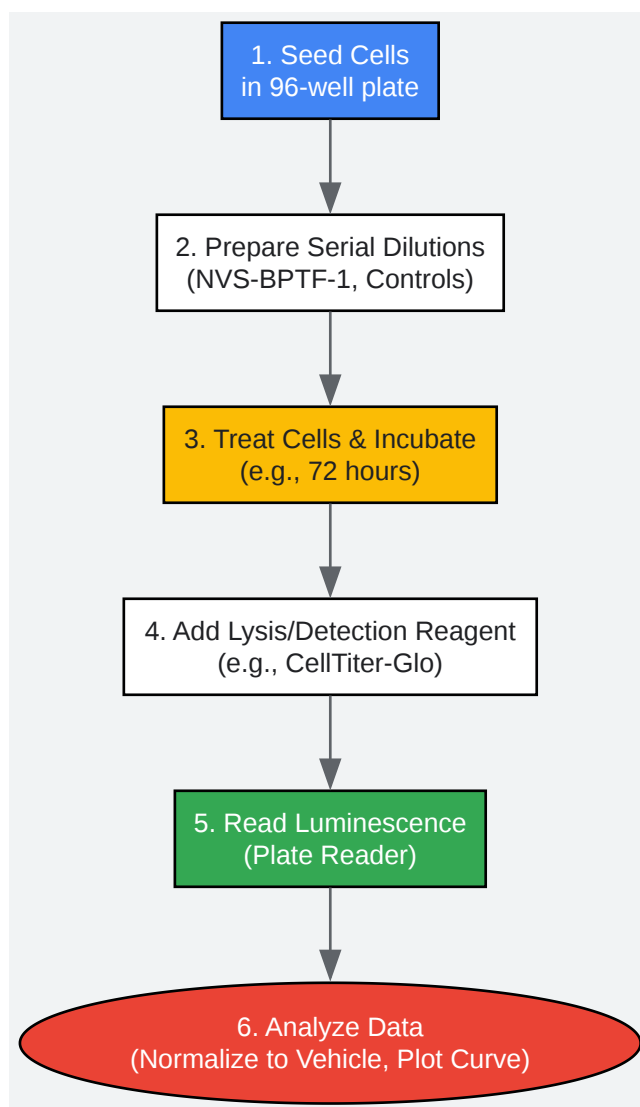 1. Seed Cells
in 96-well plate
2. Prepare Serial Dilutions
(NVS-BPTF-1, Controls)
3. Treat Cells & Incubate
(e.g., 72 hours)
4. Add Lysis/Detection Reagent
(e.g., CellTiter-Glo)
5. Read Luminescence
(Plate Reader)
6. Analyze Data
(Normalize to Vehicle, Plot Curve)